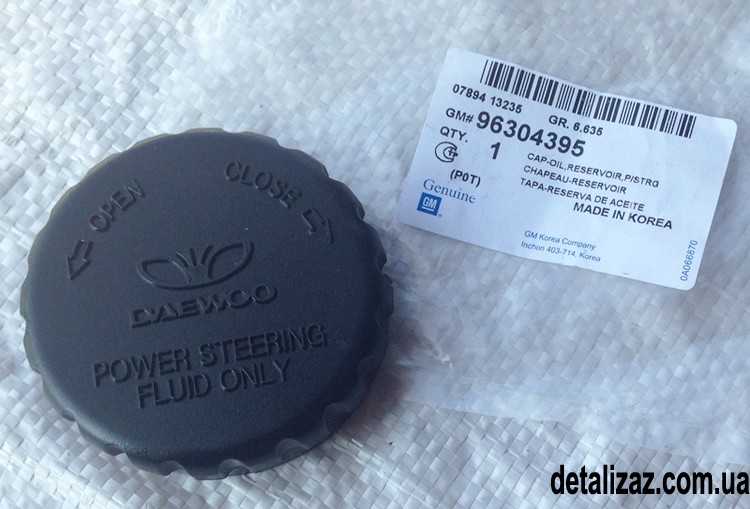 OPEN
CLOSE
DAEWOO
POWER STEERING
FLUID ONLY
07894 13235 GR. 6.635
GM# 96304395
QTY. 1
CAP-OIL,RESERVOIR,P/STRG
CHAPEAU-RESERVOIR
TAPA-RESERVA DE ACEITE
(P0T)
MADE IN KOREA
Genuine
GM
GM Korea Company
Inchon 403-714, Korea
0A066870
detalizaz.com.ua